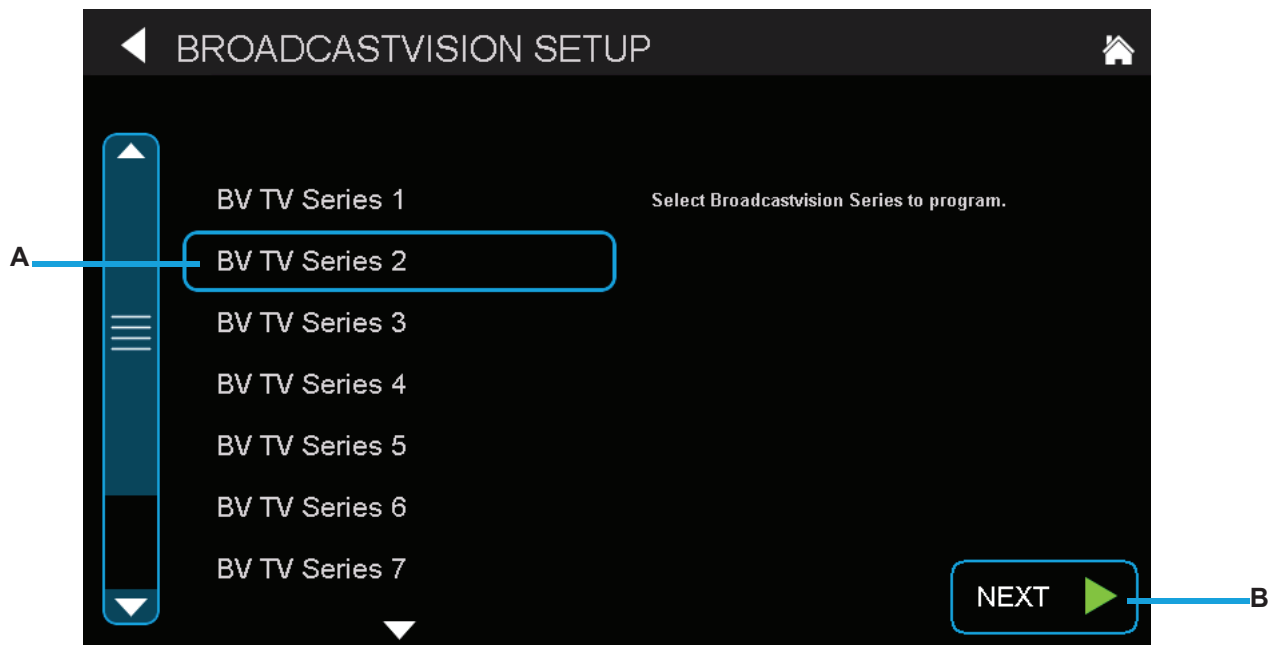 BROADCASTVISION SETUP
BV TV Series 1
Select Broadcastvision Series to program.
A
BV TV Series 2
BV TV Series 3
BV TV Series 4
BV TV Series 5
BV TV Series 6
BV TV Series 7
NEXT
B